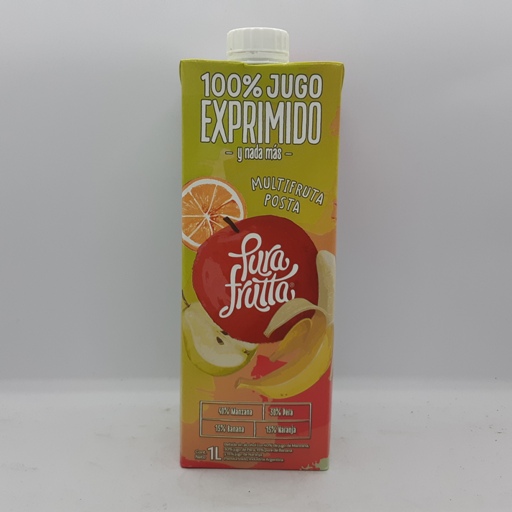 100% JUGO
EXPRIMIDO
- y nada más -
MULTIFRUTA
POSTA
Pura
frutta
40% Manzana
30% Pera
15% Banana
15% Naranja
1L